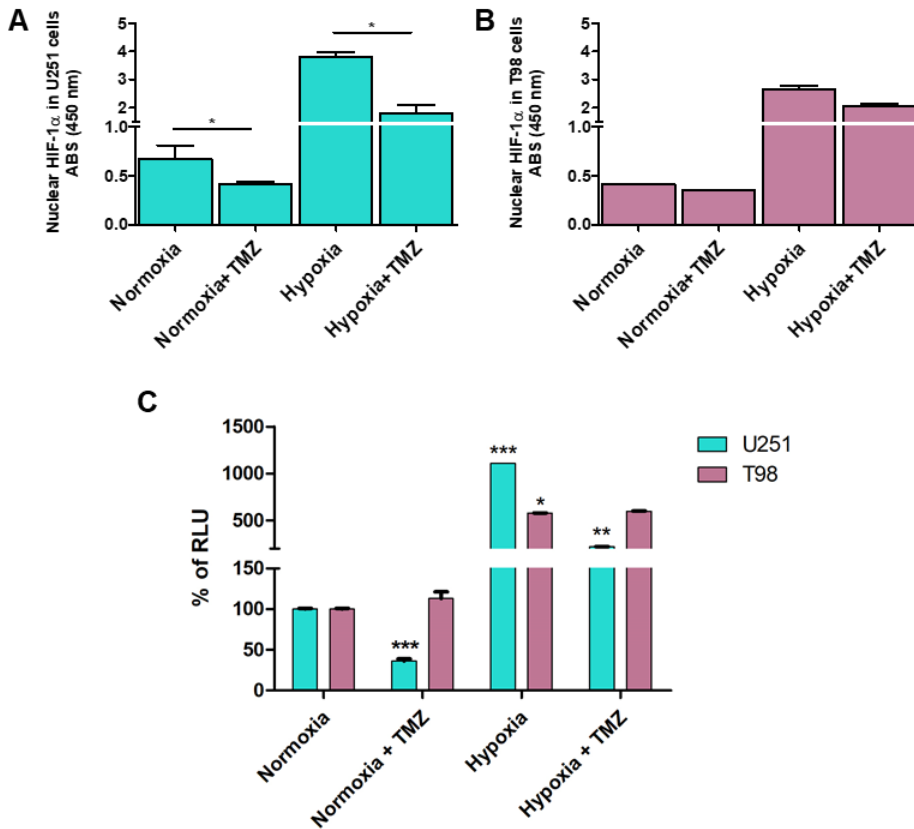 A
Nuclear HIF-1α in U251 cells
ABS (450 nm)
5
4
3
2
1.0
0.5
0.0
*
*
Normoxia
Normoxia+TMZ
Hypoxia
Hypoxia+TMZ
B
Nuclear HIF-1α in T98 cells
ABS (450 nm)
5
4
3
2
1.0
0.5
0.0
Normoxia
Normoxia+TMZ
Hypoxia
Hypoxia+TMZ
C
% of RLU
1500
1000
500
150
100
50
0
***
***
*
**
Normoxia
Normoxia + TMZ
Hypoxia
Hypoxia + TMZ
U251
T98